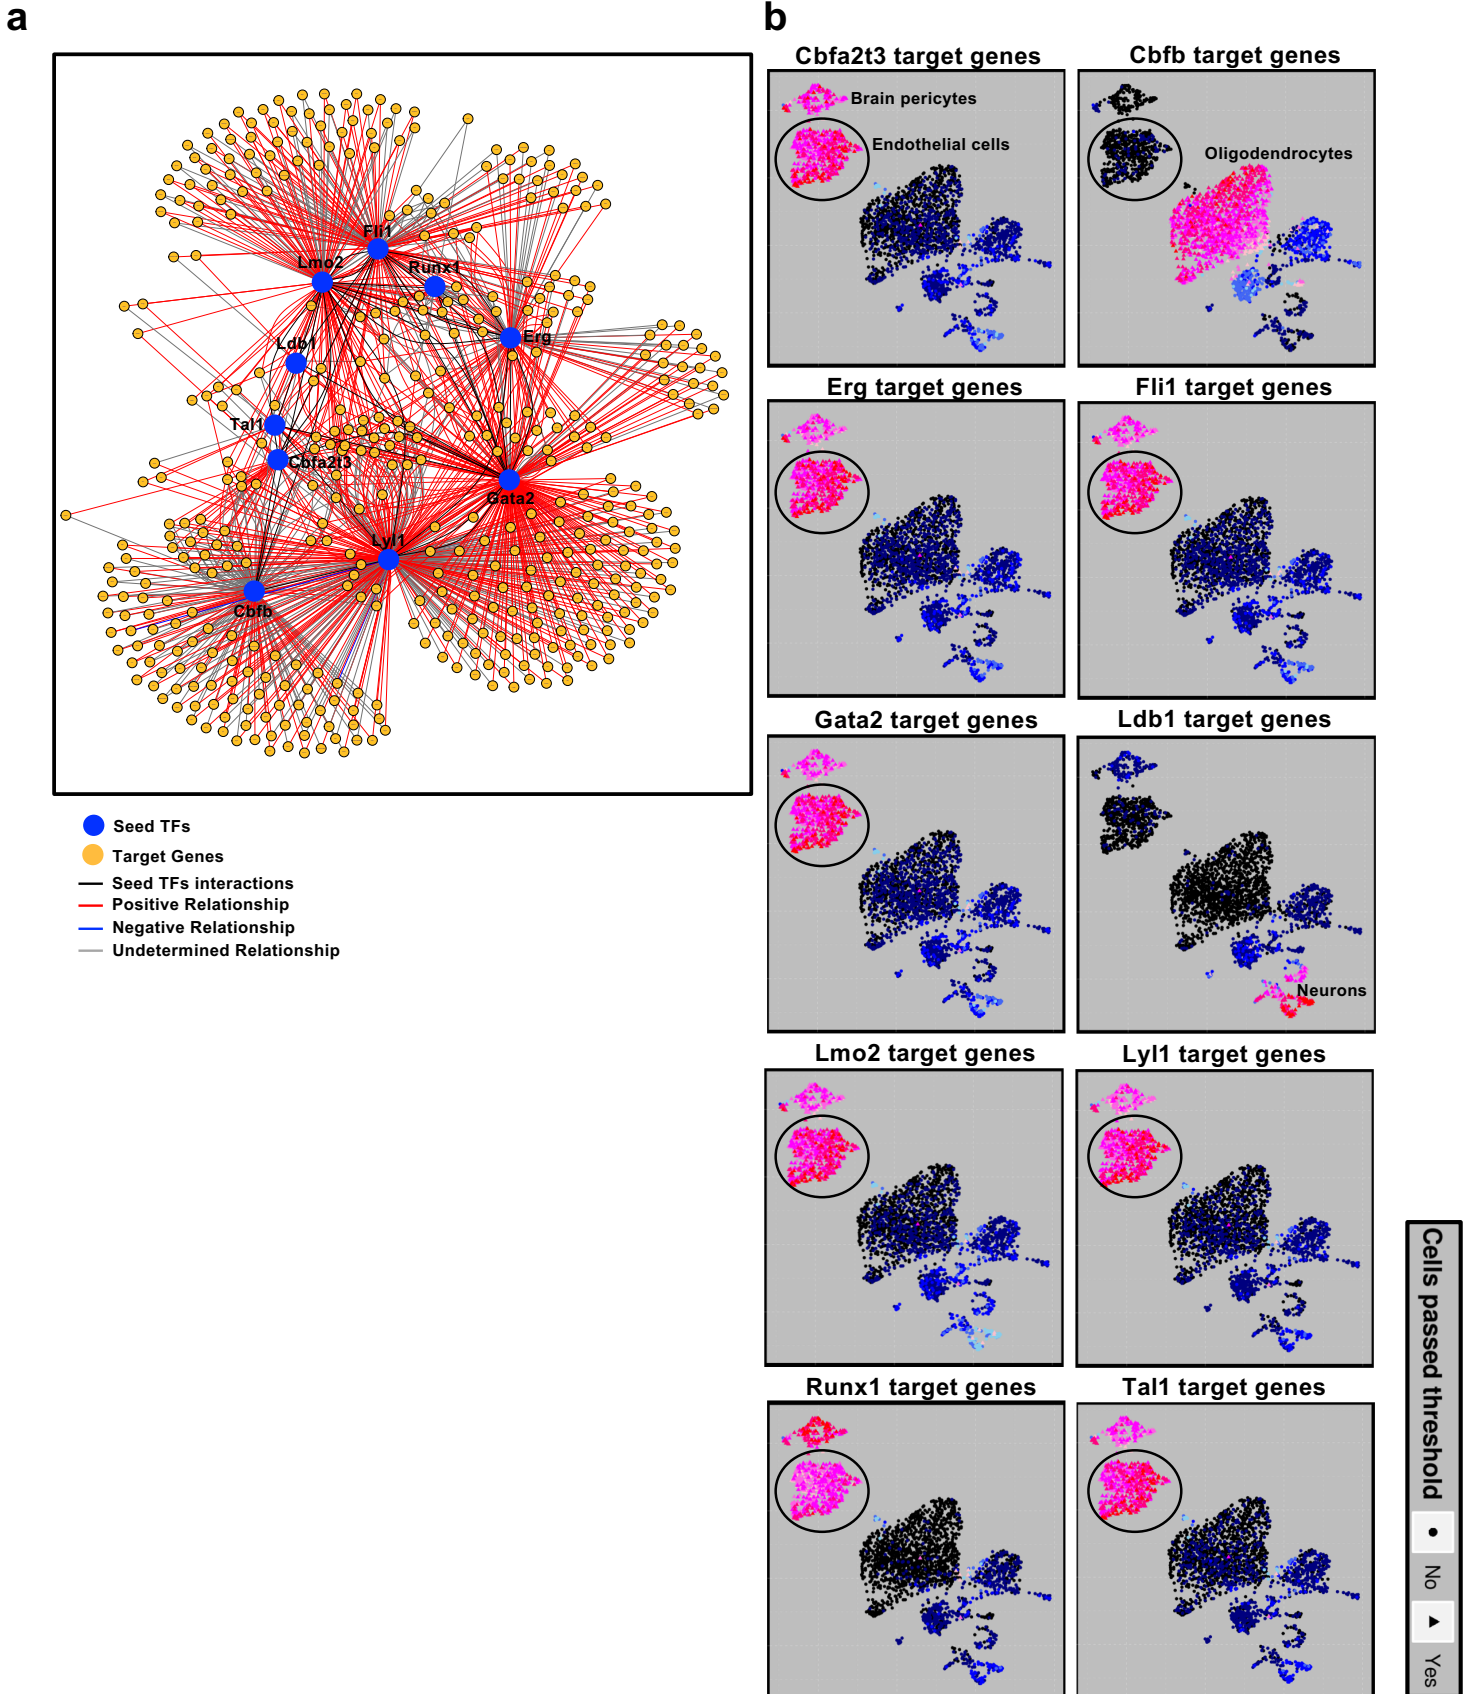 a
Fli1
Lmo2
Runx1
Erg
Ldb1
Tal1
Cbfa2t3
Gata2
Lyl1
Cbfb
Seed TFs
Target Genes
Seed TFs interactions
Positive Relationship
Negative Relationship
Undetermined Relationship
b
Cbfa2t3 target genes
Brain pericytes
Endothelial cells
Cbfb target genes
Oligodendrocytes
Erg target genes
Fli1 target genes
Gata2 target genes
Ldb1 target genes
Neurons
Lmo2 target genes
Lyl1 target genes
Runx1 target genes
Tal1 target genes
Cells passed threshold
No
Yes